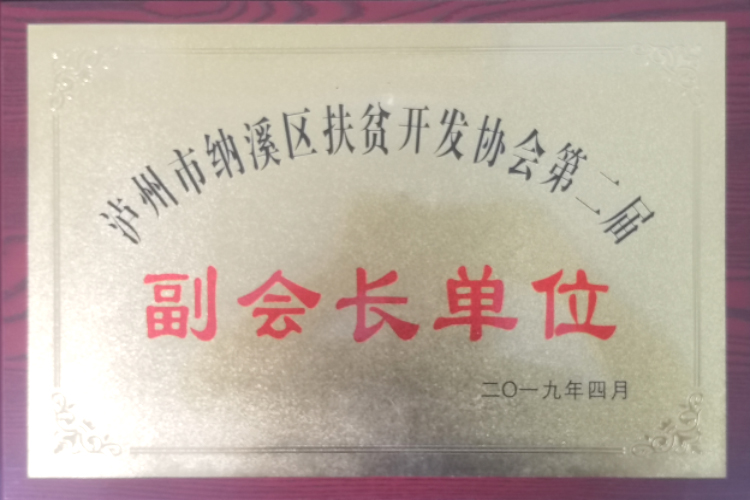 泸州市纳溪区扶贫开发协会第二届
副会长单位
二〇一九年四月